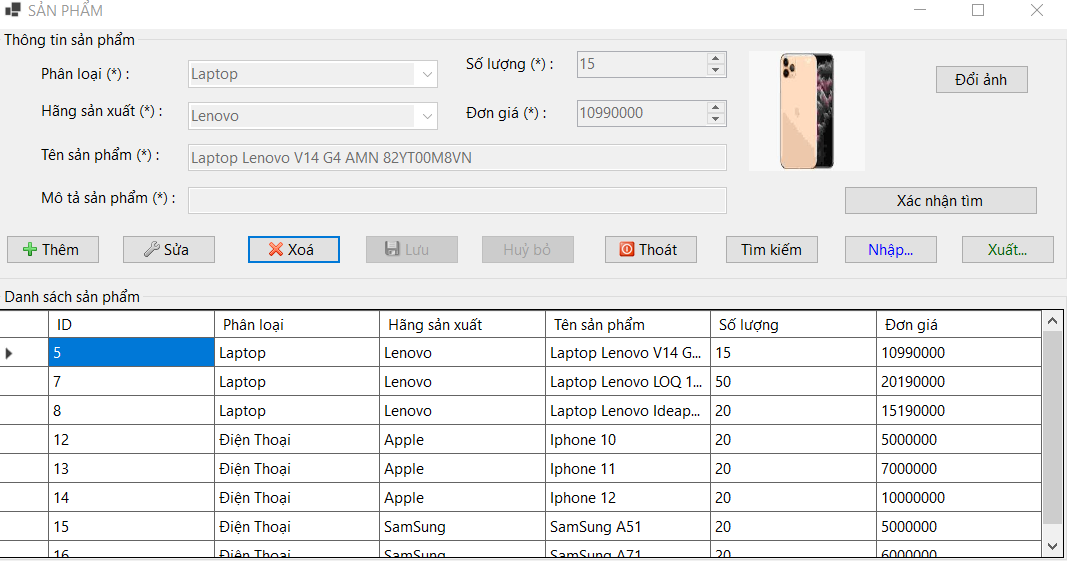 SẢN PHẨM
Thông tin sản phẩm
Phân loại (*) : Laptop Số lượng (*) : 15 Đổi ảnh
Hãng sản xuất (*) : Lenovo Đơn giá (*) : 10990000
Tên sản phẩm (*) : Laptop Lenovo V14 G4 AMN 82YT00M8VN
Mô tả sản phẩm (*) : Xác nhận tìm
Thêm Sửa Xoá Lưu Huỷ bỏ Thoát Tìm kiếm Nhập... Xuất...
Danh sách sản phẩm
ID Phân loại Hãng sản xuất Tên sản phẩm Số lượng Đơn giá
5 Laptop Lenovo Laptop Lenovo V14 G... 15 10990000
7 Laptop Lenovo Laptop Lenovo LOQ 1... 50 20190000
8 Laptop Lenovo Laptop Lenovo Ideap... 20 15190000
12 Điện Thoại Apple Iphone 10 20 5000000
13 Điện Thoại Apple Iphone 11 20 7000000
14 Điện Thoại Apple Iphone 12 20 10000000
15 Điện Thoại SamSung SamSung A51 20 5000000
16 Điện Thoại SamSung SamSung A71 20 6000000